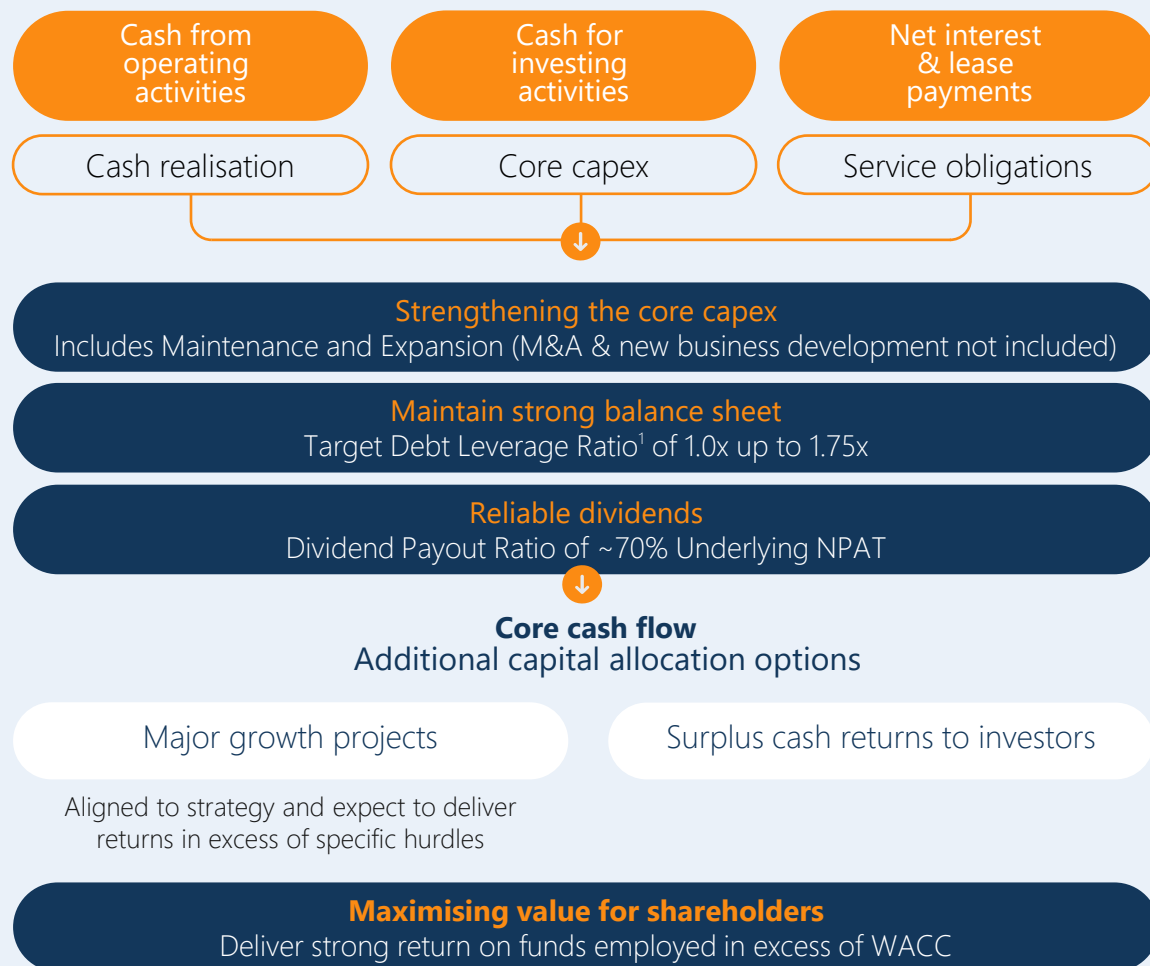 Cash from
operating
activities
Cash for
investing
activities
Net interest
& lease
payments
Cash realisation
Core capex
Service obligations
Strengthening the core capex
Includes Maintenance and Expansion (M&A & new business development not included)
Maintain strong balance sheet
Target Debt Leverage Ratio¹ of 1.0x up to 1.75x
Reliable dividends
Dividend Payout Ratio of ~70% Underlying NPAT
Core cash flow
Additional capital allocation options
Major growth projects
Surplus cash returns to investors
Aligned to strategy and expect to deliver
returns in excess of specific hurdles
Maximising value for shareholders
Deliver strong return on funds employed in excess of WACC